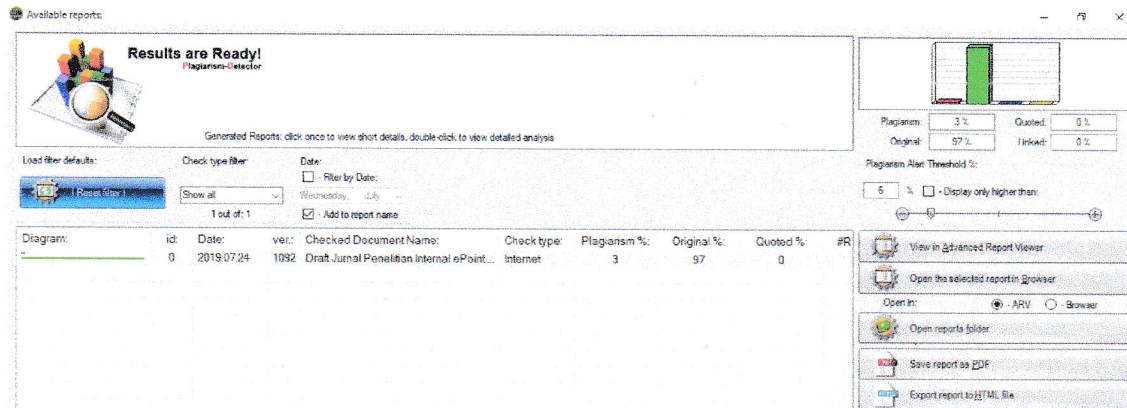 Available reports:
Results are Ready!
Plagiarism-Detector
Generated Reports: click once to view short details, double-click to view detailed analysis
Plagiarism: 3 % Quoted: 0 %
Original: 97 % Linked: 0 %
Plagiarism Alert Threshold %:
6 % - Display only higher than:
Load filter defaults: Check type filter: Date:
- Filter by Date:
[ Reset filter ] Show all Wednesday, July
1 out of: 1 - Add to report name
Diagram: id: Date: ver.: Checked Document Name: Check type: Plagiarism %: Original %: Quoted %: #R
0 2019.07.24 1092 Draft Jurnal Penelitian Internal ePoint ... Internet 3 97 0
View in Advanced Report Viewer
Open the selected report in Browser
Open In: - ARV - Browser
Open reports folder
Save report as PDF
Export report to HTML file